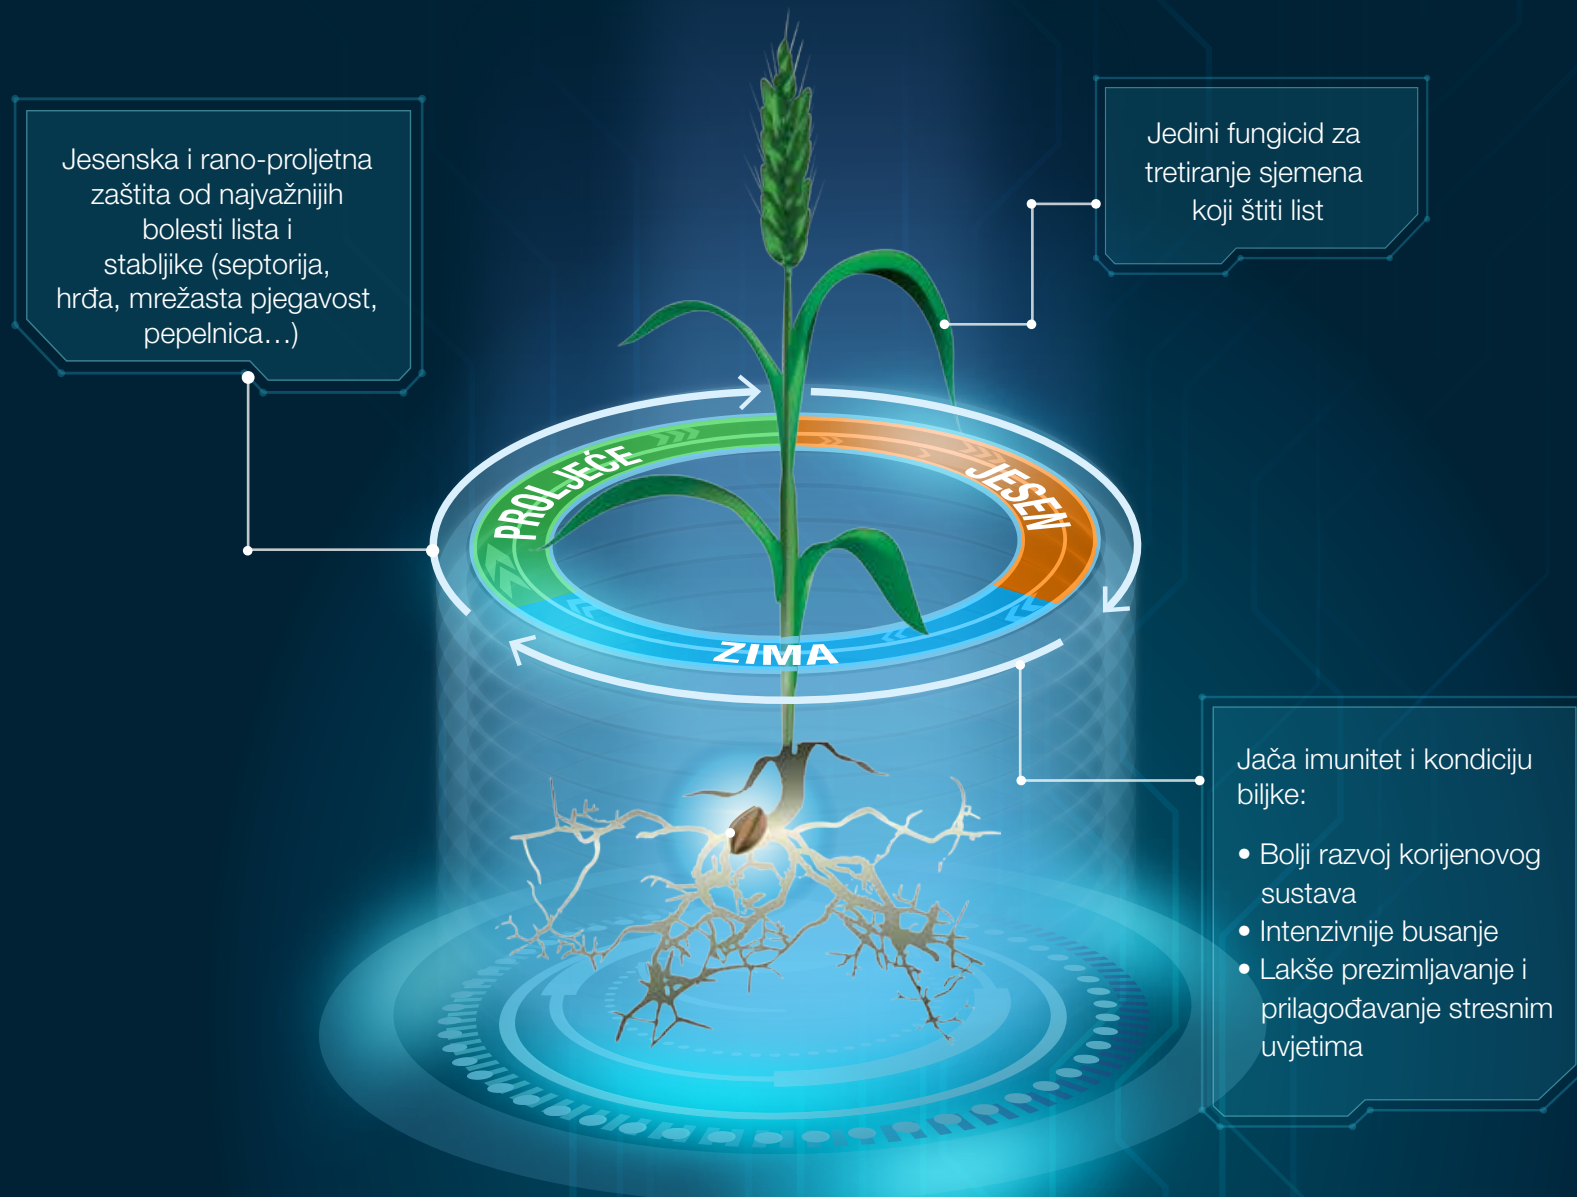 Jesenska i rano-proljetna
zaštita od najvažnijih
bolesti lista i
stabljike (septorija,
hrđa, mrežasta pjegavost,
pepelnica...)
Jedini fungicid za
tretiranje sjemena
koji štiti list
PROLJEĆE
JESEN
ZIMA
Jača imunitet i kondiciju
biljke:
• Bolji razvoj korijenovog
sustava
• Intenzivnije busanje
• Lakše prezimljavanje i
prilagođavanje stresnim
uvjetima